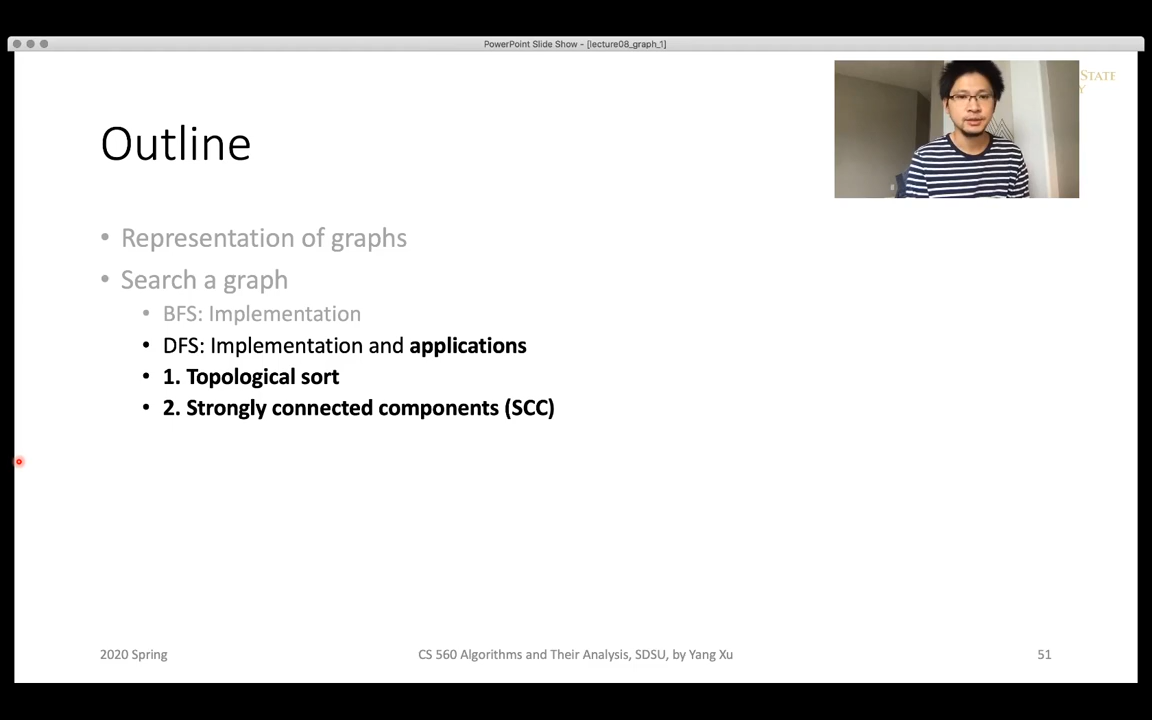 PowerPoint Slide Show - [lecture08_graph_1]
STATE
Y
Outline
• Representation of graphs
• Search a graph
• BFS: Implementation
• DFS: Implementation and applications
• 1. Topological sort
• 2. Strongly connected components (SCC)
2020 Spring
CS 560 Algorithms and Their Analysis, SDSU, by Yang Xu
51